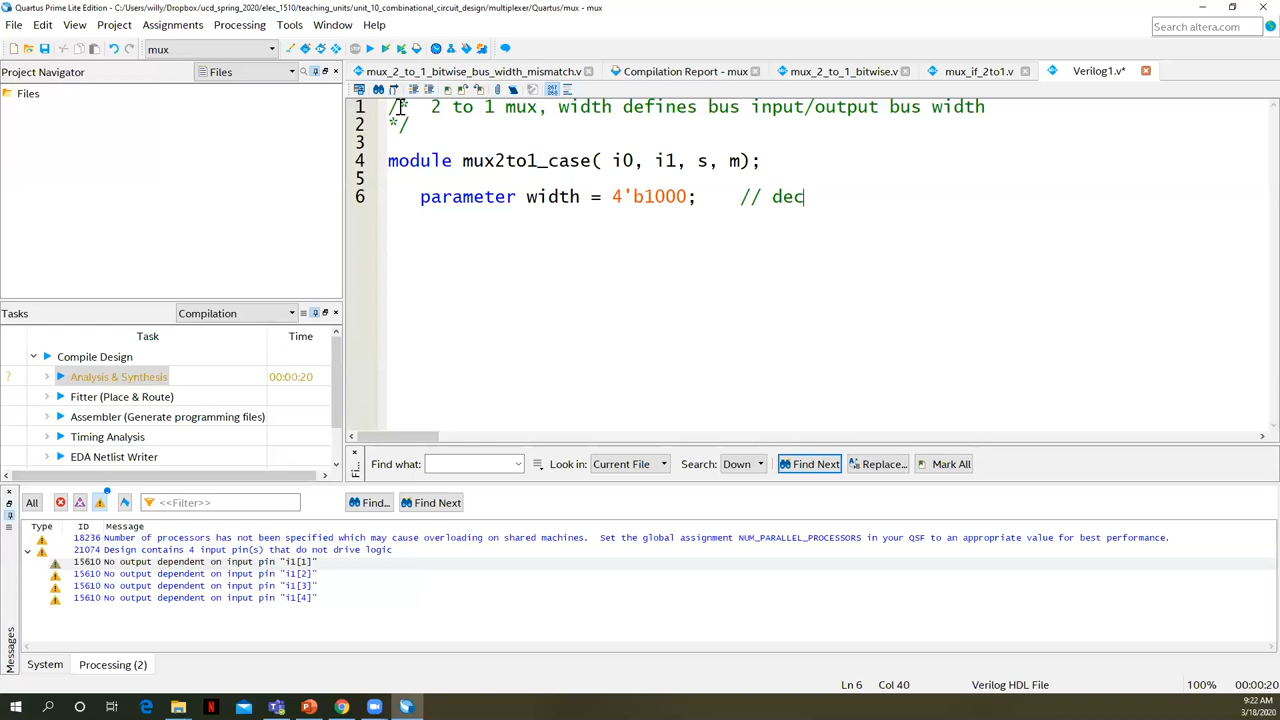 Quartus Prime Lite Edition - C:/Users/willy/Dropbox/ucd_spring_2020/elec_1510/teaching_units/unit_10_combinational_circuit_design/multiplexer/Quartus/mux - mux
File Edit View Project Assignments Processing Tools Window Help
Search altera.com
mux
Project Navigator Files
mux_2_to_1_bitwise_bus_width_mismatch.v Compilation Report - mux mux_2_to_1_bitwise.v mux_if_2to1.v Verilog1.v*
Files
267
268
1 /* 2 to 1 mux, width defines bus input/output bus width
2 */
3
4 module mux2to1_case( i0, i1, s, m);
5
6 parameter width = 4'b1000; // dec
Tasks Compilation
Task Time
Compile Design
? Analysis & Synthesis 00:00:20
Fitter (Place & Route)
Assembler (Generate programming files)
Timing Analysis
EDA Netlist Writer
Find what: Look in: Current File Search: Down Find Next Replace... Mark All
All <<Filter>> Find... Find Next
Type ID Message
18236 Number of processors has not been specified which may cause overloading on shared machines. Set the global assignment NUM_PARALLEL_PROCESSORS in your QSF to an appropriate value for best performance.
21074 Design contains 4 input pin(s) that do not drive logic
15610 No output dependent on input pin "i1[1]"
15610 No output dependent on input pin "i1[2]"
15610 No output dependent on input pin "i1[3]"
15610 No output dependent on input pin "i1[4]"
Messages
System Processing (2)
Ln 6 Col 40 Verilog HDL File 100% 00:00:20
9:22 AM
3/18/2020